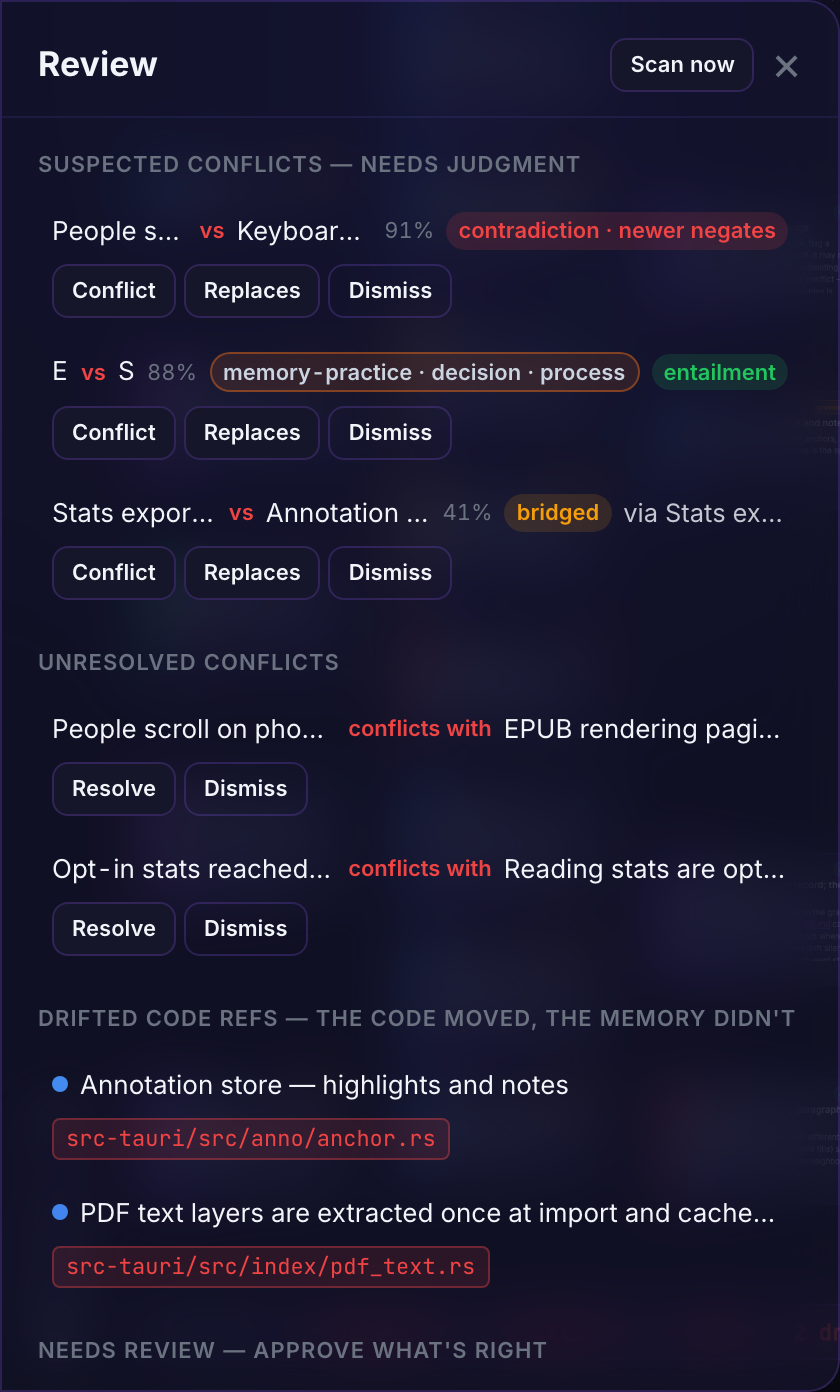 Review
Scan now
SUSPECTED CONFLICTS — NEEDS JUDGMENT
People s... vs Keyboar... 91% contradiction · newer negates
Conflict Replaces Dismiss
E vs S 88% memory-practice · decision · process entailment
Conflict Replaces Dismiss
Stats expor... vs Annotation ... 41% bridged via Stats ex...
Conflict Replaces Dismiss
UNRESOLVED CONFLICTS
People scroll on pho... conflicts with EPUB rendering pagi...
Resolve Dismiss
Opt-in stats reached... conflicts with Reading stats are opt...
Resolve Dismiss
DRIFTED CODE REFS — THE CODE MOVED, THE MEMORY DIDN'T
Annotation store — highlights and notes
src-tauri/src/anno/anchor.rs
PDF text layers are extracted once at import and cache...
src-tauri/src/index/pdf_text.rs
NEEDS REVIEW — APPROVE WHAT'S RIGHT